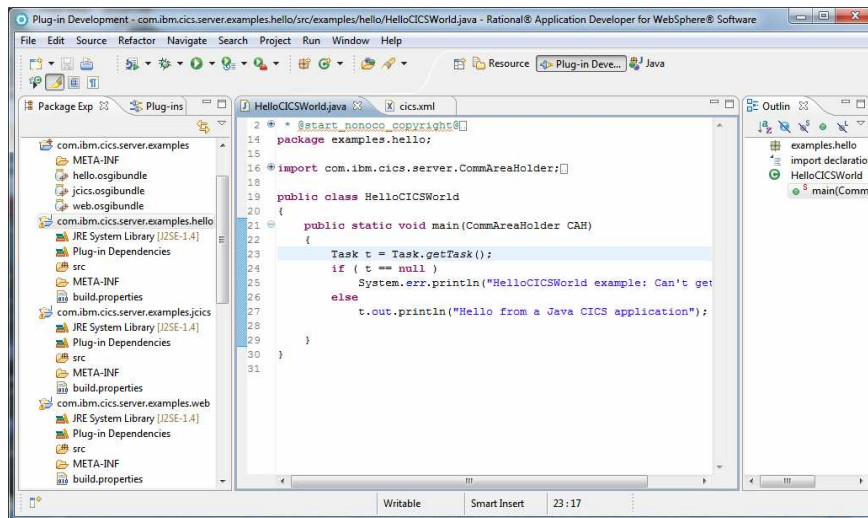 Plug-in Development - com.ibm.cics.server.examples.hello/src/examples/hello/HelloCICSWorld.java - Rational® Application Developer for WebSphere® Software
File Edit Source Refactor Navigate Search Project Run Window Help
Resource Plug-in Deve... Java
Package Exp Plug-ins
com.ibm.cics.server.examples
META-INF
hello.osgibundle
jcics.osgibundle
web.osgibundle
com.ibm.cics.server.examples.hello
JRE System Library [J2SE-1.4]
Plug-in Dependencies
src
META-INF
build.properties
com.ibm.cics.server.examples.jcics
JRE System Library [J2SE-1.4]
Plug-in Dependencies
src
META-INF
build.properties
com.ibm.cics.server.examples.web
JRE System Library [J2SE-1.4]
Plug-in Dependencies
src
META-INF
build.properties
HelloCICSWorld.java cics.xml
2 * @start_nonoco_copyright@
14 package examples.hello;
15
16 import com.ibm.cics.server.CommAreaHolder;
18
19 public class HelloCICSWorld
20 {
21 public static void main(CommAreaHolder CAH)
22 {
23 Task t = Task.getTask();
24 if ( t == null )
25 System.err.println("HelloCICSWorld example: Can't get
26 else
27 t.out.println("Hello from a Java CICS application");
28
29 }
30 }
31
Outlin
examples.hello
import declaratio
HelloCICSWorld
main(Comm
Writable Smart Insert 23 : 17